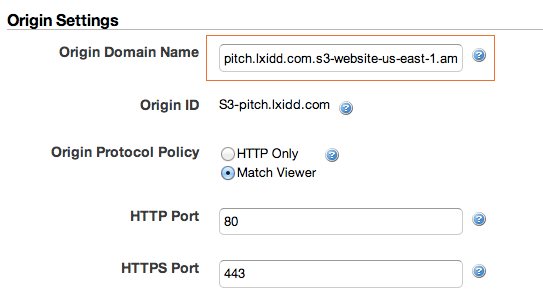 Origin Settings
Origin Domain Name pitch.lxidd.com.s3-website-us-east-1.am
Origin ID S3-pitch.lxidd.com
Origin Protocol Policy HTTP Only
Match Viewer
HTTP Port 80
HTTPS Port 443